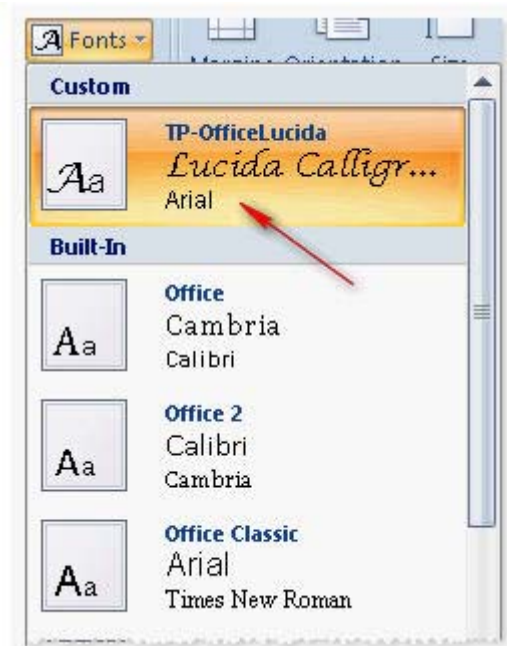 Fonts
Custom
TP-OfficeLucida
Lucida Calligr...
Aa
Arial
Built-In
Office
Cambria
Aa
Calibri
Office 2
Calibri
Aa
Cambria
Office Classic
Arial
Aa
Times New Roman